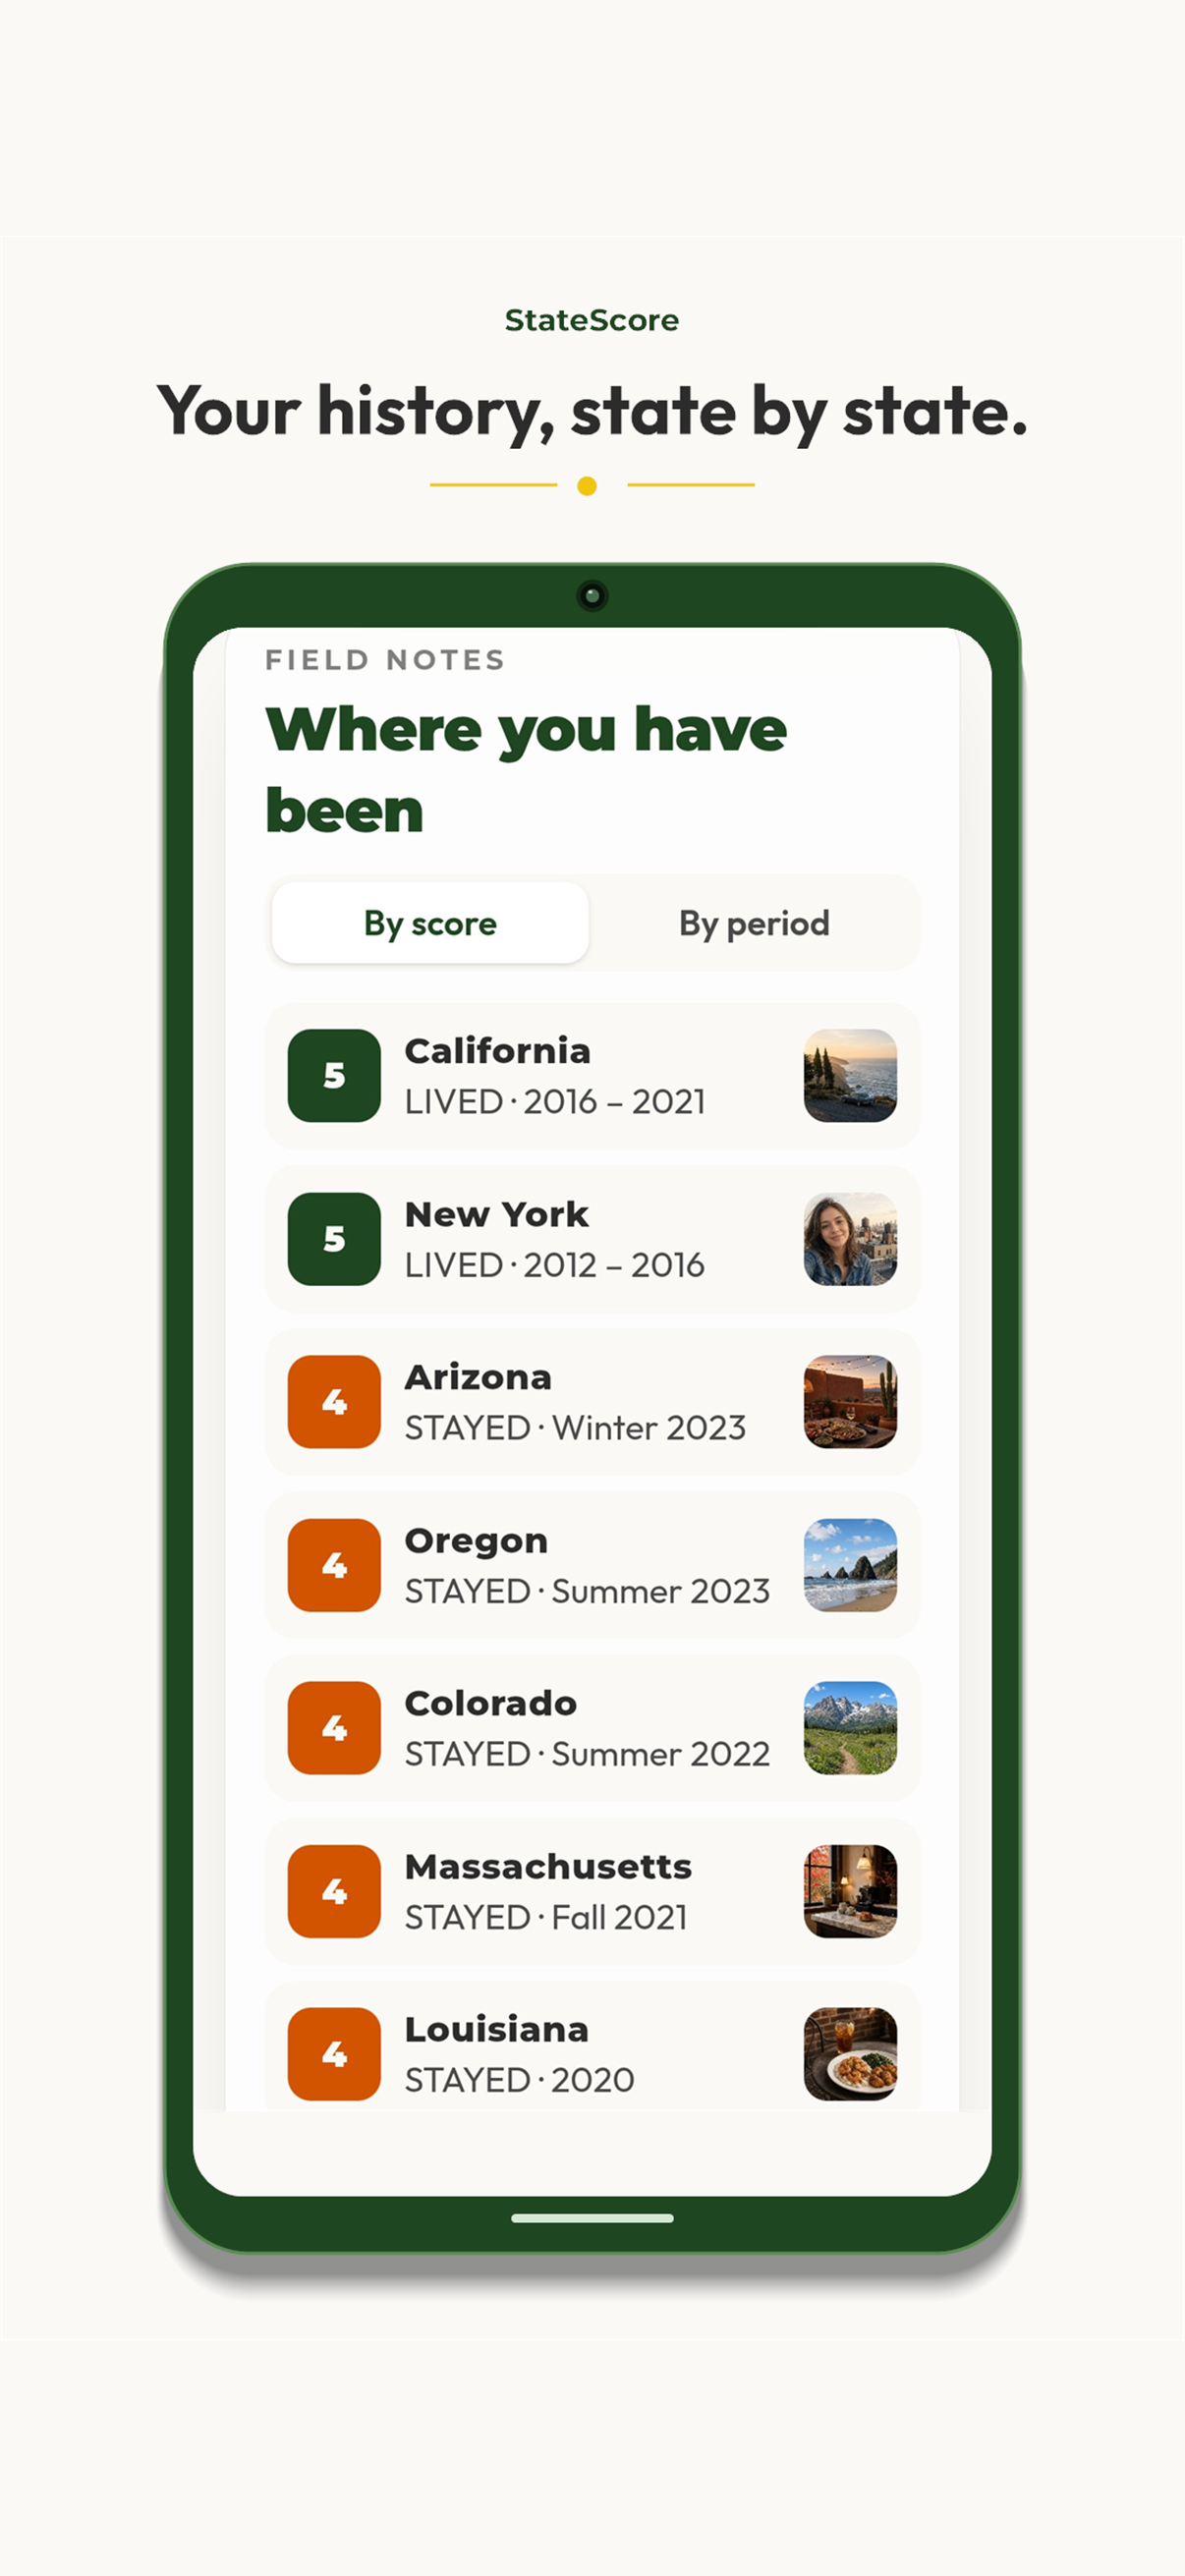 StateScore
Your history, state by state.
FIELD NOTES
Where you have
been
By score
By period
5
California
LIVED · 2016 – 2021
5
New York
LIVED · 2012 – 2016
4
Arizona
STAYED · Winter 2023
4
Oregon
STAYED · Summer 2023
4
Colorado
STAYED · Summer 2022
4
Massachusetts
STAYED · Fall 2021
4
Louisiana
STAYED · 2020